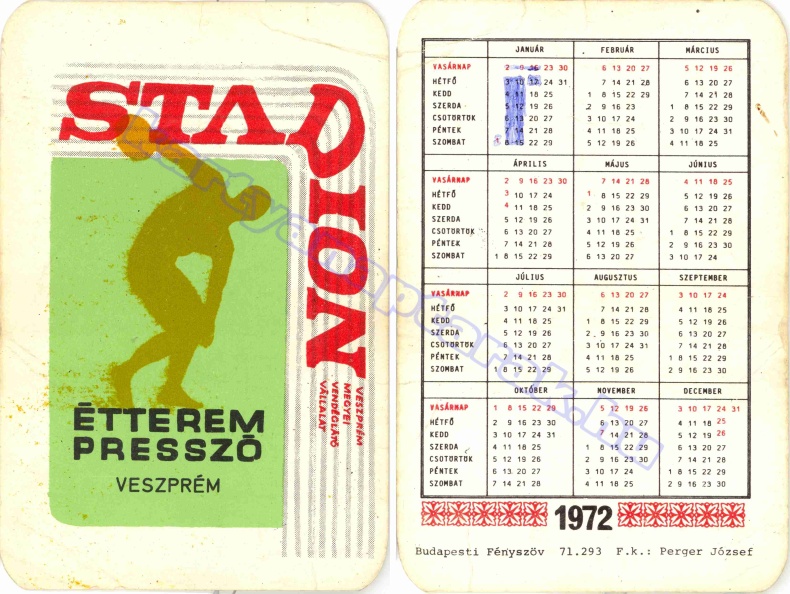 STADION
VESZPRÉM
MEGYEI
VENDÉGLÁTÓ
VÁLLALAT
ÉTTEREM
PRESSZÓ
VESZPRÉM
kartyanaptarak.hu
JANUÁR FEBRUÁR MÁRCIUS
VASÁRNAP 2 9 16 23 30 6 13 20 27 5 12 19 26
HÉTFŐ 3 10 17 24 31 7 14 21 28 6 13 20 27
KEDD 4 11 18 25 1 8 15 22 29 7 14 21 28
SZERDA 5 12 19 26 2 9 16 23 1 8 15 22 29
CSÜTÖRTÖK 6 13 20 27 3 10 17 24 2 9 16 23 30
PÉNTEK 7 14 21 28 4 11 18 25 3 10 17 24 31
SZOMBAT 1 8 15 22 29 5 12 19 26 4 11 18 25
ÁPRILIS MÁJUS JÚNIUS
VASÁRNAP 2 9 16 23 30 7 14 21 28 4 11 18 25
HÉTFŐ 3 10 17 24 1 8 15 22 29 5 12 19 26
KEDD 4 11 18 25 2 9 16 23 30 6 13 20 27
SZERDA 5 12 19 26 3 10 17 24 31 7 14 21 28
CSÜTÖRTÖK 6 13 20 27 4 11 18 25 1 8 15 22 29
PÉNTEK 7 14 21 28 5 12 19 26 2 9 16 23 30
SZOMBAT 1 8 15 22 29 6 13 20 27 3 10 17 24
JÚLIUS AUGUSZTUS SZEPTEMBER
VASÁRNAP 2 9 16 23 30 6 13 20 27 3 10 17 24
HÉTFŐ 3 10 17 24 31 7 14 21 28 4 11 18 25
KEDD 4 11 18 25 1 8 15 22 29 5 12 19 26
SZERDA 5 12 19 26 2 9 16 23 30 6 13 20 27
CSÜTÖRTÖK 6 13 20 27 3 10 17 24 31 7 14 21 28
PÉNTEK 7 14 21 28 4 11 18 25 1 8 15 22 29
SZOMBAT 1 8 15 22 29 5 12 19 26 2 9 16 23 30
OKTÓBER NOVEMBER DECEMBER
VASÁRNAP 1 8 15 22 29 5 12 19 26 3 10 17 24 31
HÉTFŐ 2 9 16 23 30 6 13 20 27 4 11 18 25
KEDD 3 10 17 24 31 7 14 21 28 5 12 19 26
SZERDA 4 11 18 25 1 8 15 22 29 6 13 20 27
CSÜTÖRTÖK 5 12 19 26 2 9 16 23 30 7 14 21 28
PÉNTEK 6 13 20 27 3 10 17 24 1 8 15 22 29
SZOMBAT 7 14 21 28 4 11 18 25 2 9 16 23 30
1972
Budapesti Fényszöv 71.293 F.k.: Perger József